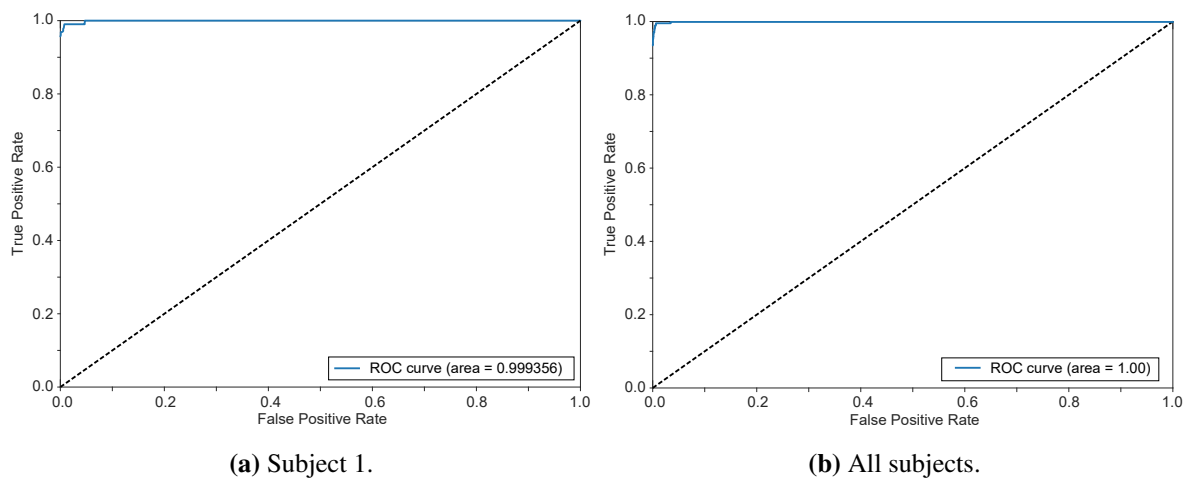 1.0
0.8
0.6
0.4
0.2
0.0
True Positive Rate
ROC curve (area = 0.999356)
0.0 0.2 0.4 0.6 0.8 1.0
False Positive Rate
(a) Subject 1.
1.0
0.8
0.6
0.4
0.2
0.0
True Positive Rate
ROC curve (area = 1.00)
0.0 0.2 0.4 0.6 0.8 1.0
False Positive Rate
(b) All subjects.